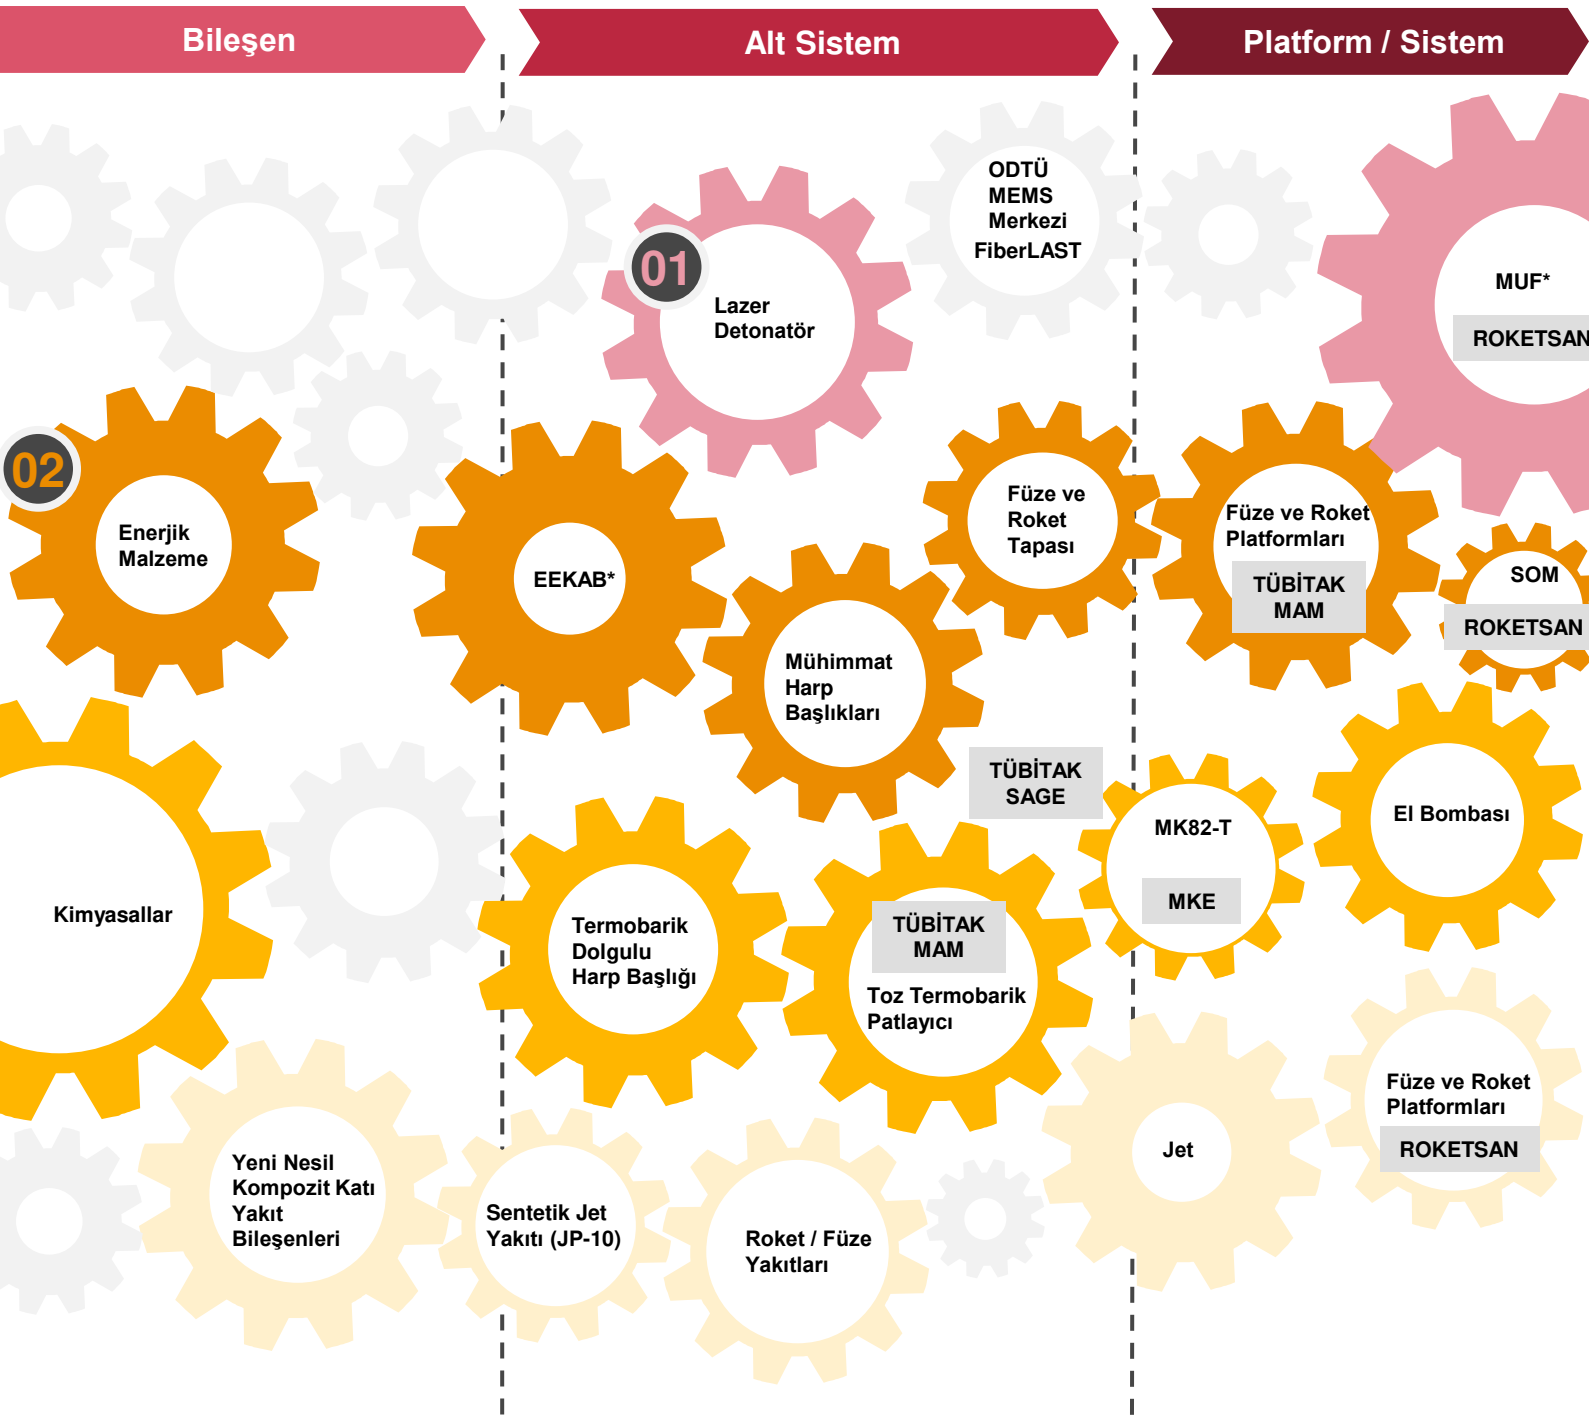 Bileşen
Alt Sistem
Platform / Sistem
ODTÜ
MEMS
Merkezi
FiberLAST
01
Lazer
Detonatör
MUF*
ROKETSAN
02
Enerjik
Malzeme
EEKAB*
Füze ve
Roket
Tapası
Füze ve Roket
Platformları
TÜBİTAK
MAM
SOM
ROKETSAN
Mühimmat
Harp
Başlıkları
TÜBİTAK
SAGE
MK82-T
MKE
El Bombası
Kimyasallar
Termobarik
Dolgulu
Harp Başlığı
TÜBİTAK
MAM
Toz Termobarik
Patlayıcı
Yeni Nesil
Kompozit Katı
Yakıt
Bileşenleri
Sentetik Jet
Yakıtı (JP-10)
Roket / Füze
Yakıtları
Jet
Füze ve Roket
Platformları
ROKETSAN